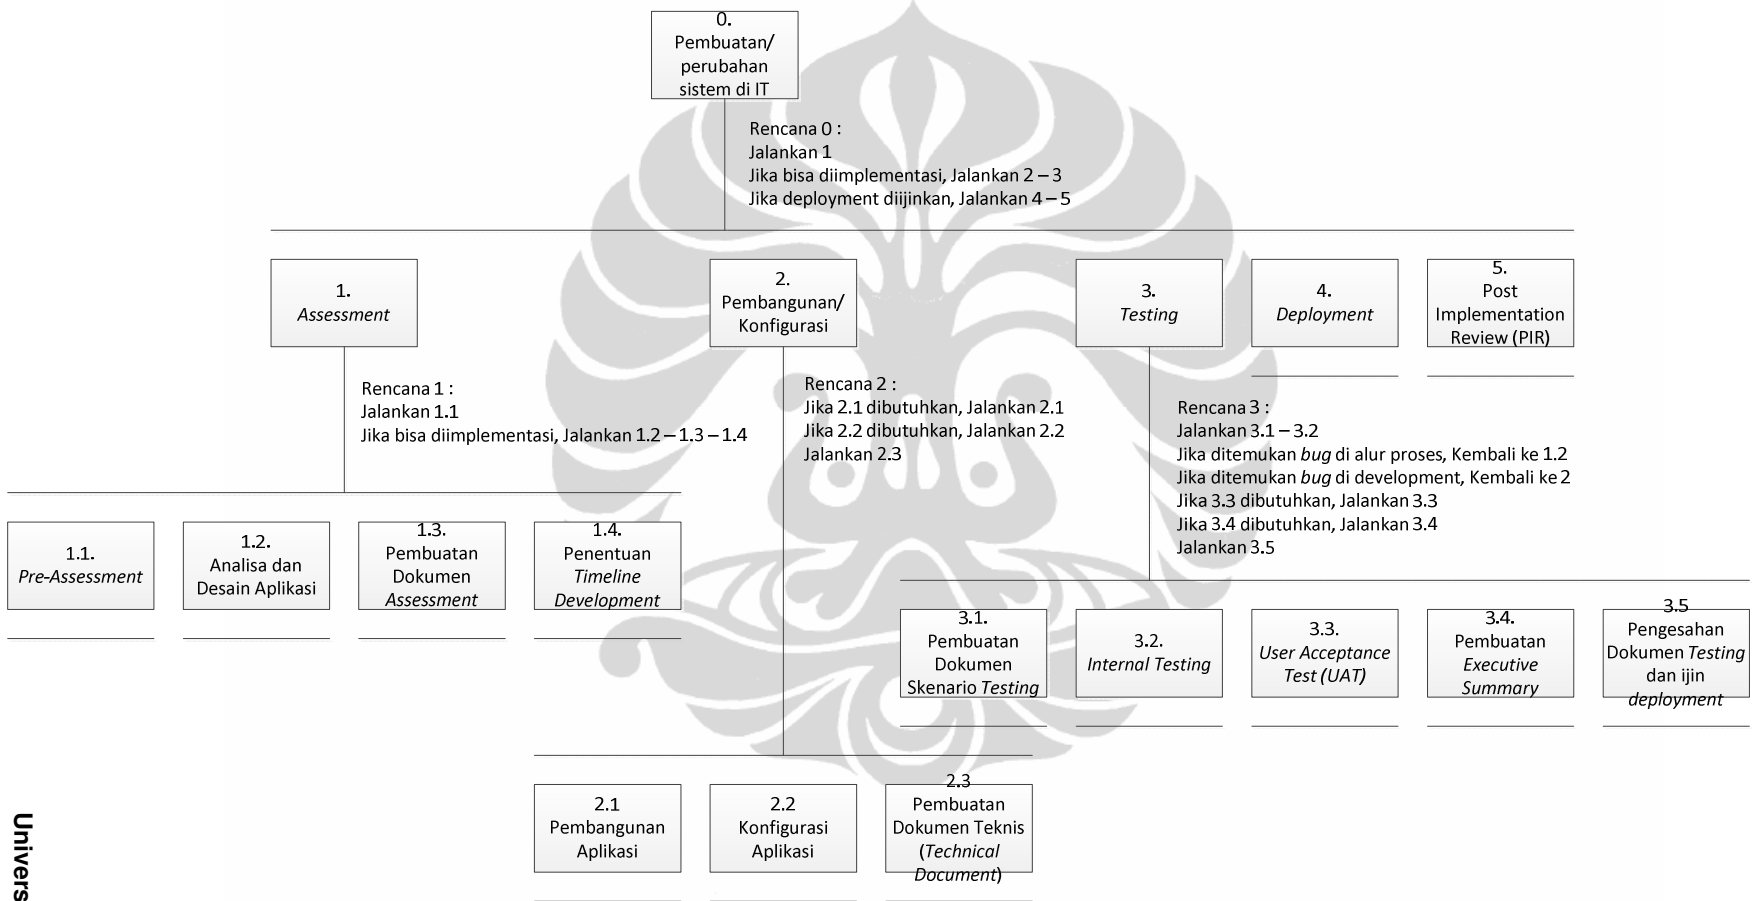 0.
Pembuatan/
perubahan
sistem di IT
Rencana 0 :
Jalankan 1
Jika bisa diimplementasi, Jalankan 2 – 3
Jika deployment diijinkan, Jalankan 4 – 5
1.
Assessment
2.
Pembangunan/
Konfigurasi
3.
Testing
4.
Deployment
5.
Post
Implementation
Review (PIR)
Rencana 1 :
Jalankan 1.1
Jika bisa diimplementasi, Jalankan 1.2 – 1.3 – 1.4
Rencana 2 :
Jika 2.1 dibutuhkan, Jalankan 2.1
Jika 2.2 dibutuhkan, Jalankan 2.2
Jalankan 2.3
Rencana 3 :
Jalankan 3.1 – 3.2
Jika ditemukan bug di alur proses, Kembali ke 1.2
Jika ditemukan bug di development, Kembali ke 2
Jika 3.3 dibutuhkan, Jalankan 3.3
Jika 3.4 dibutuhkan, Jalankan 3.4
Jalankan 3.5
1.1.
Pre-Assessment
1.2.
Analisa dan
Desain Aplikasi
1.3.
Pembuatan
Dokumen
Assessment
1.4.
Penentuan
Timeline
Development
3.1.
Pembuatan
Dokumen
Skenario Testing
3.2.
Internal Testing
3.3.
User Acceptance
Test (UAT)
3.4.
Pembuatan
Executive
Summary
3.5
Pengesahan
Dokumen Testing
dan ijin
deployment
2.1
Pembangunan
Aplikasi
2.2
Konfigurasi
Aplikasi
2.3
Pembuatan
Dokumen Teknis
(Technical
Document)
Univers